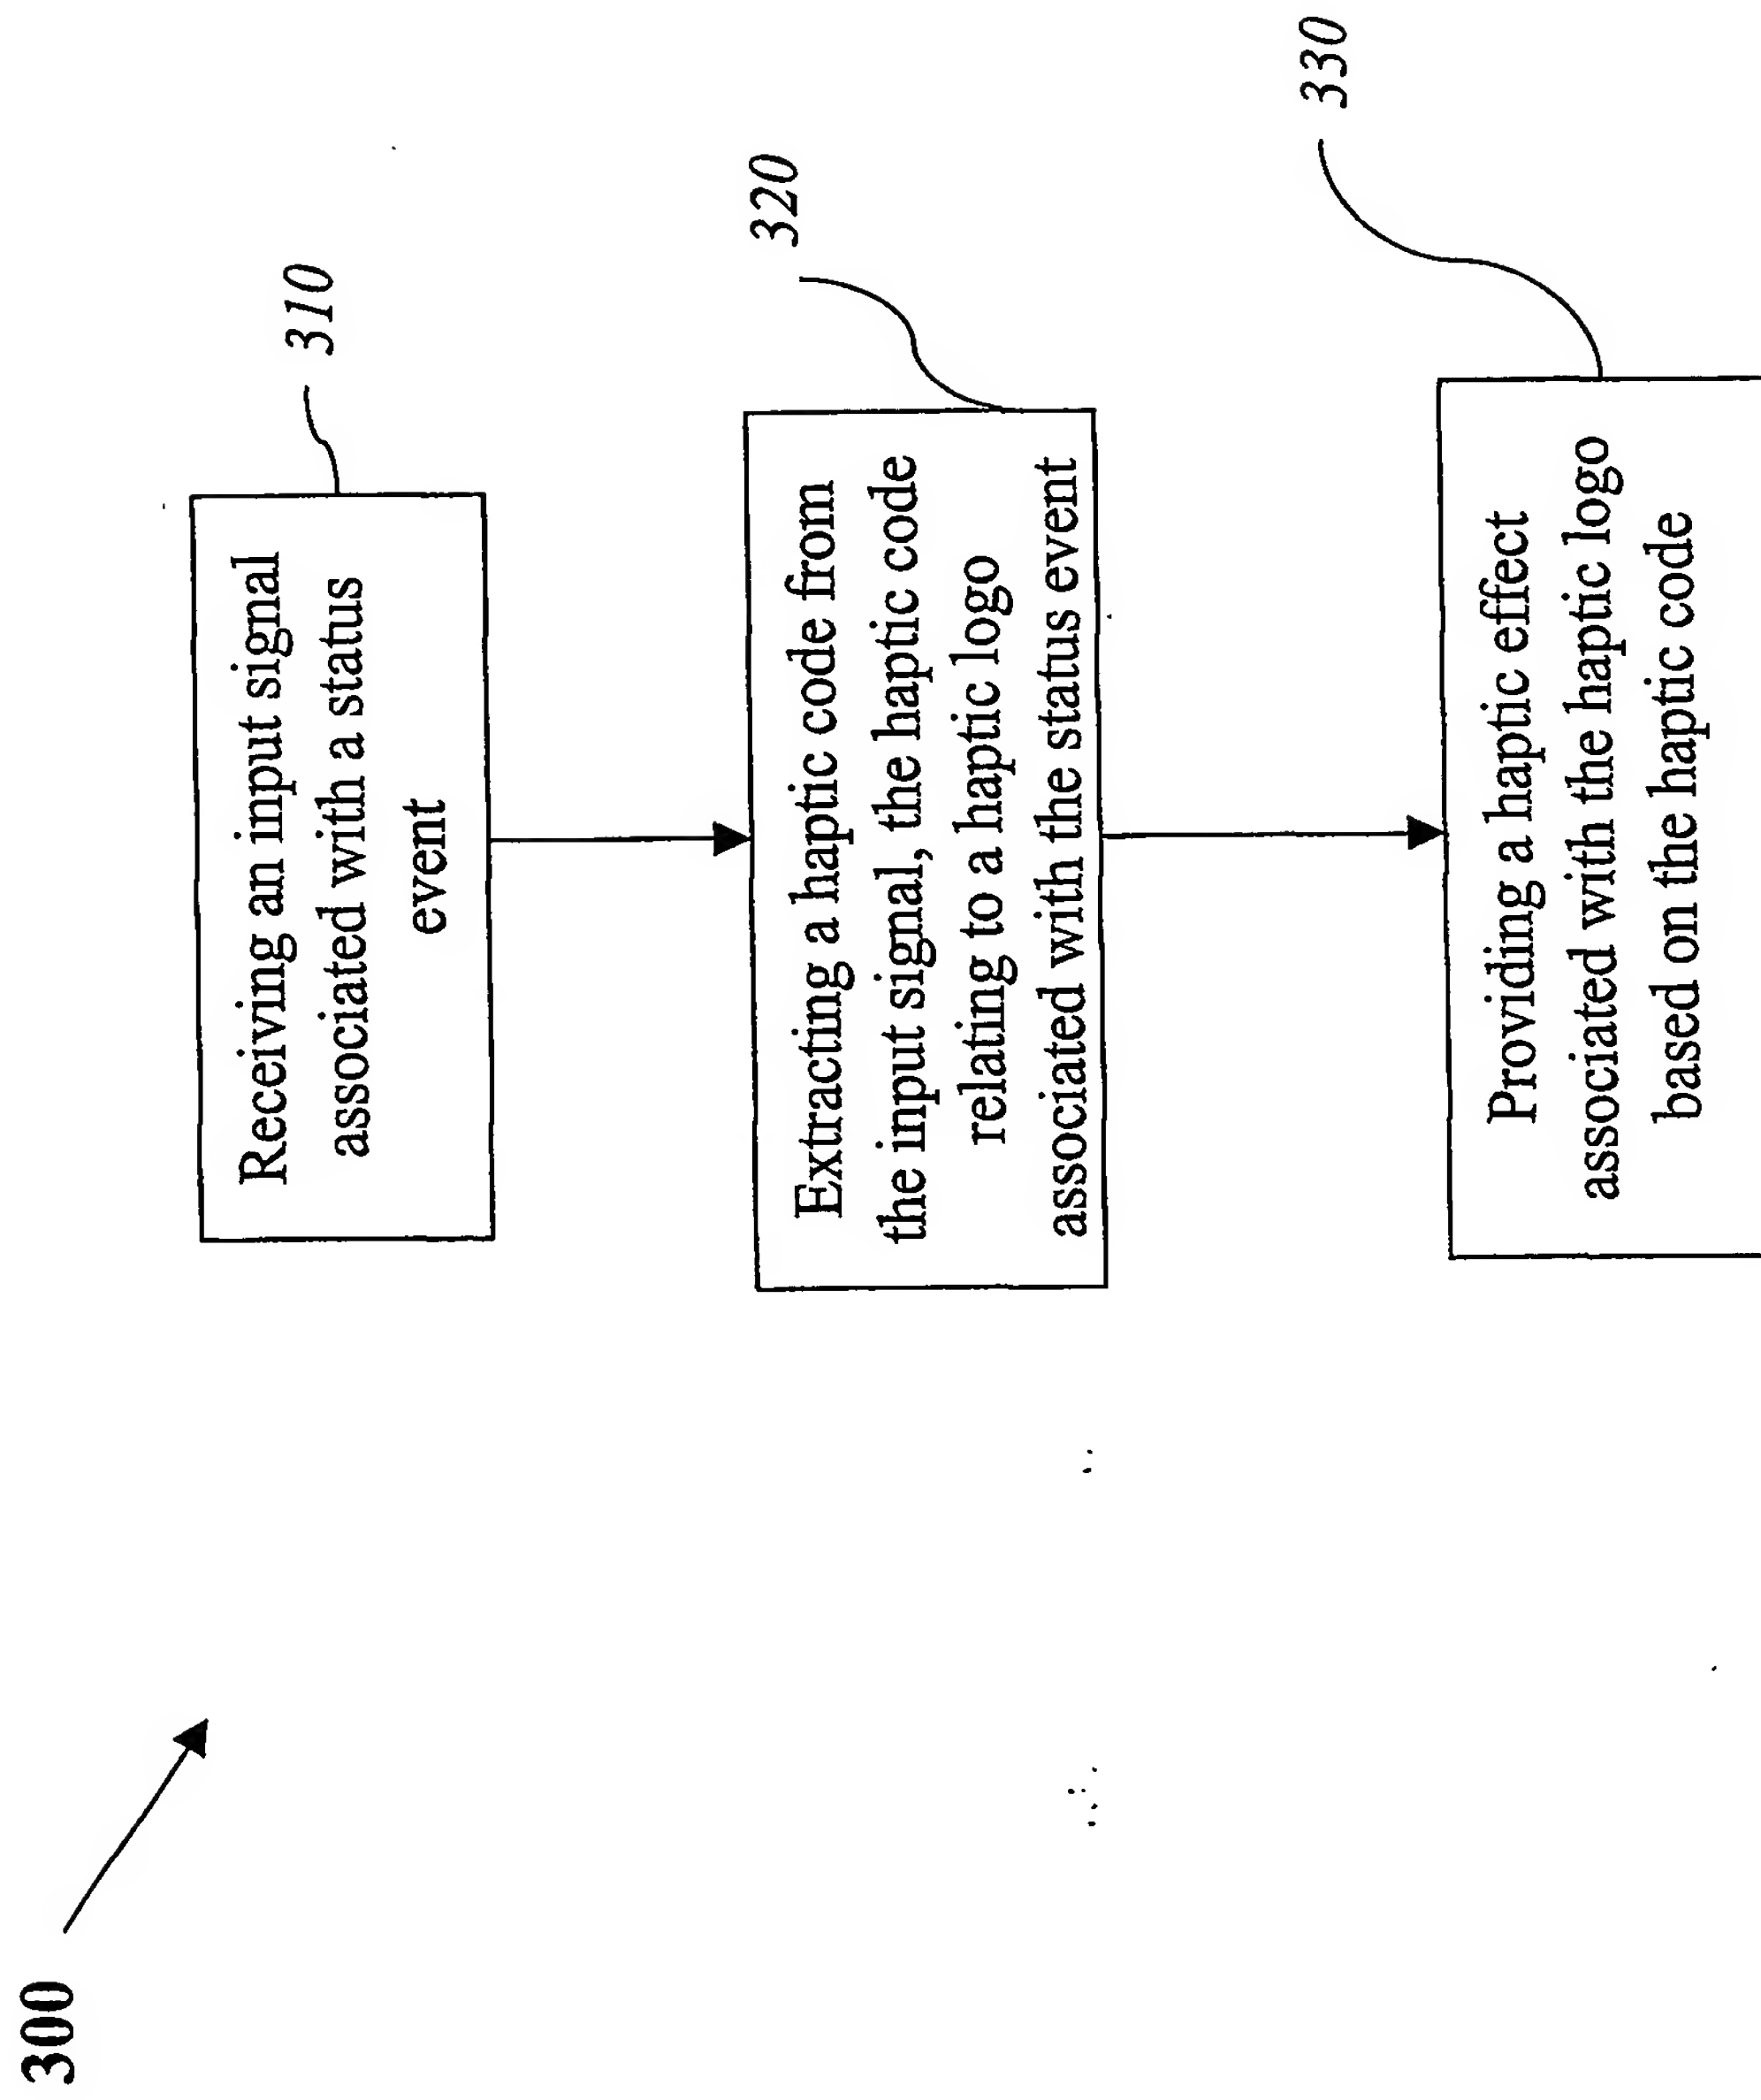 300
310
Receiving an input signal
associated with a status
event
320
Extracting a haptic code from
the input signal, the haptic code
relating to a haptic logo
associated with the status event
330
Providing a haptic effect
associated with the haptic logo
based on the haptic code